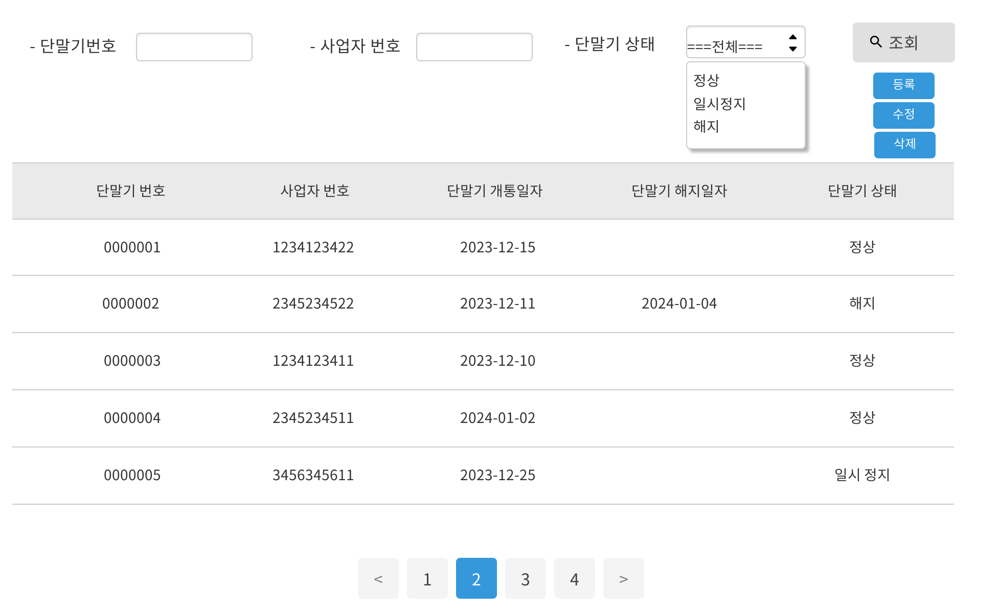 - 단말기번호
- 사업자 번호
- 단말기 상태
===전체===
조회
정상
일시정지
해지
등록
수정
삭제
단말기 번호 사업자 번호 단말기 개통일자 단말기 해지일자 단말기 상태
0000001 1234123422 2023-12-15 정상
0000002 2345234522 2023-12-11 2024-01-04 해지
0000003 1234123411 2023-12-10 정상
0000004 2345234511 2024-01-02 정상
0000005 3456345611 2023-12-25 일시 정지
< 1 2 3 4 >